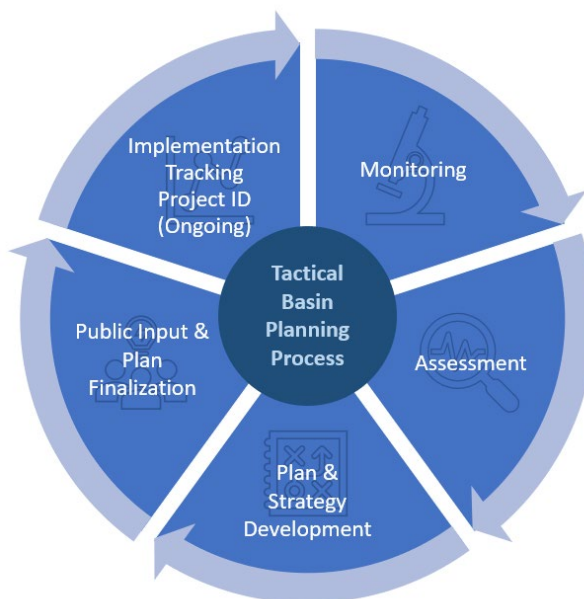 Tactical
Basin
Planning
Process
Monitoring
Assessment
Plan &
Strategy
Development
Public Input &
Plan
Finalization
Implementation
Tracking
Project ID
(Ongoing)